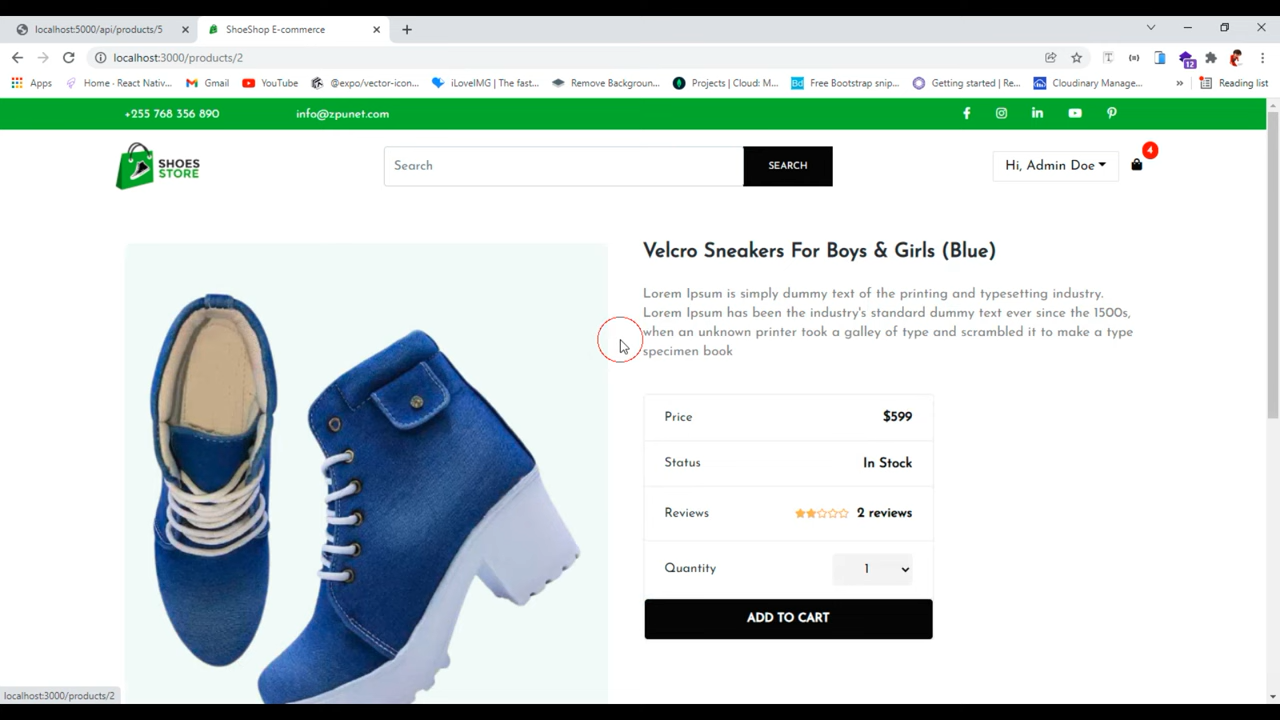 localhost:5000/api/products/5
ShoeShop E-commerce
localhost:3000/products/2
12
Apps
Home - React Nativ...
Gmail
YouTube
@expo/vector-icon...
iLoveIMG | The fast...
Remove Backgroun...
Projects | Cloud: M...
Bd
Free Bootstrap snip...
Getting started | Re...
Cloudinary Manage...
»
Reading list
+255 768 356 890
info@zpunet.com
SHOES
STORE
Search
SEARCH
Hi, Admin Doe
4
Velcro Sneakers For Boys & Girls (Blue)
Lorem Ipsum is simply dummy text of the printing and typesetting industry.
Lorem Ipsum has been the industry's standard dummy text ever since the 1500s,
when an unknown printer took a galley of type and scrambled it to make a type
specimen book
Price $599
Status In Stock
Reviews 2 reviews
Quantity 1
ADD TO CART
localhost:3000/products/2